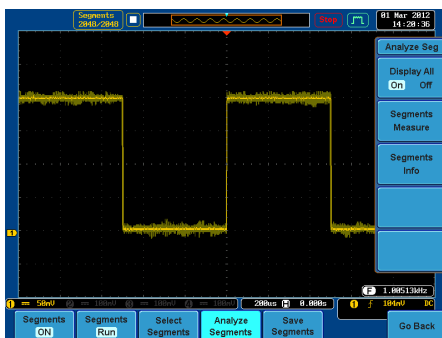 Segments
2048/2048
Stop
01 Mar 2012
14:20:36
Analyze Seg
Display All
On Off
Segments
Measure
Segments
Info
1
F 1.00513kHz
1 50mV 2 100mV 3 100mV 4 100mV 200us H 0.000s 1 104mV DC
Segments
ON
Segments
Run
Select
Segments
Analyze
Segments
Save
Segments
Go Back